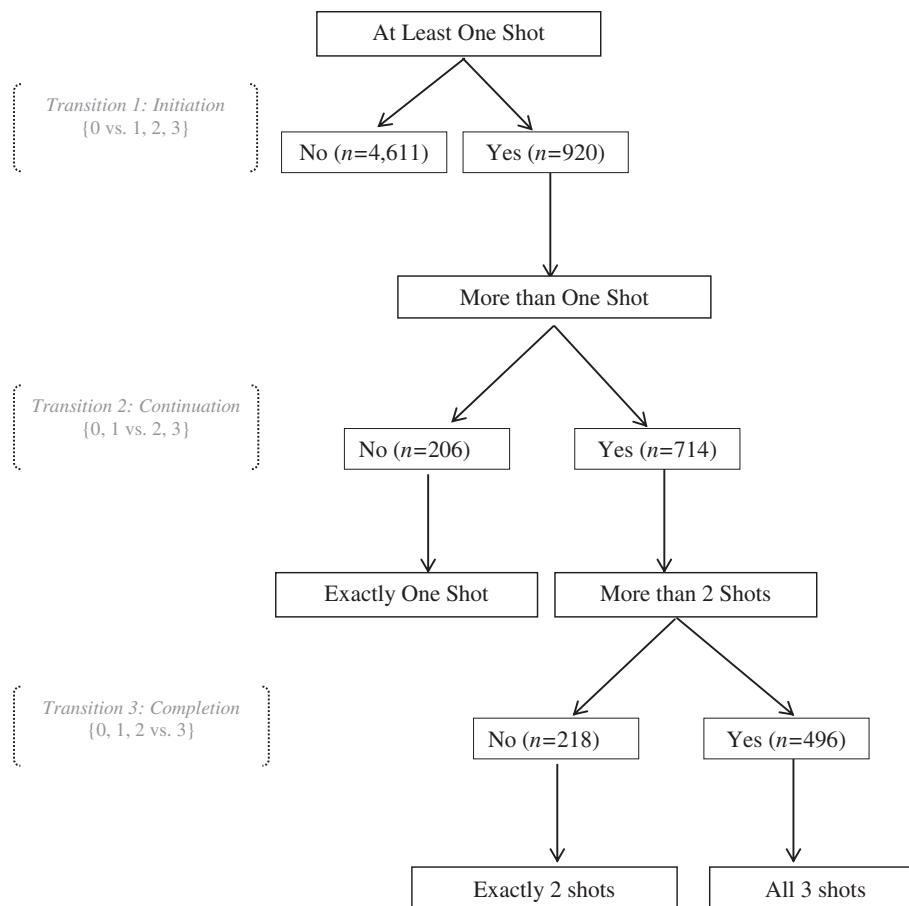 At Least One Shot
Transition 1: Initiation
{0 vs. 1, 2, 3}
No (n=4,611)
Yes (n=920)
More than One Shot
Transition 2: Continuation
{0, 1 vs. 2, 3}
No (n=206)
Yes (n=714)
Exactly One Shot
More than 2 Shots
Transition 3: Completion
{0, 1, 2 vs. 3}
No (n=218)
Yes (n=496)
Exactly 2 shots
All 3 shots